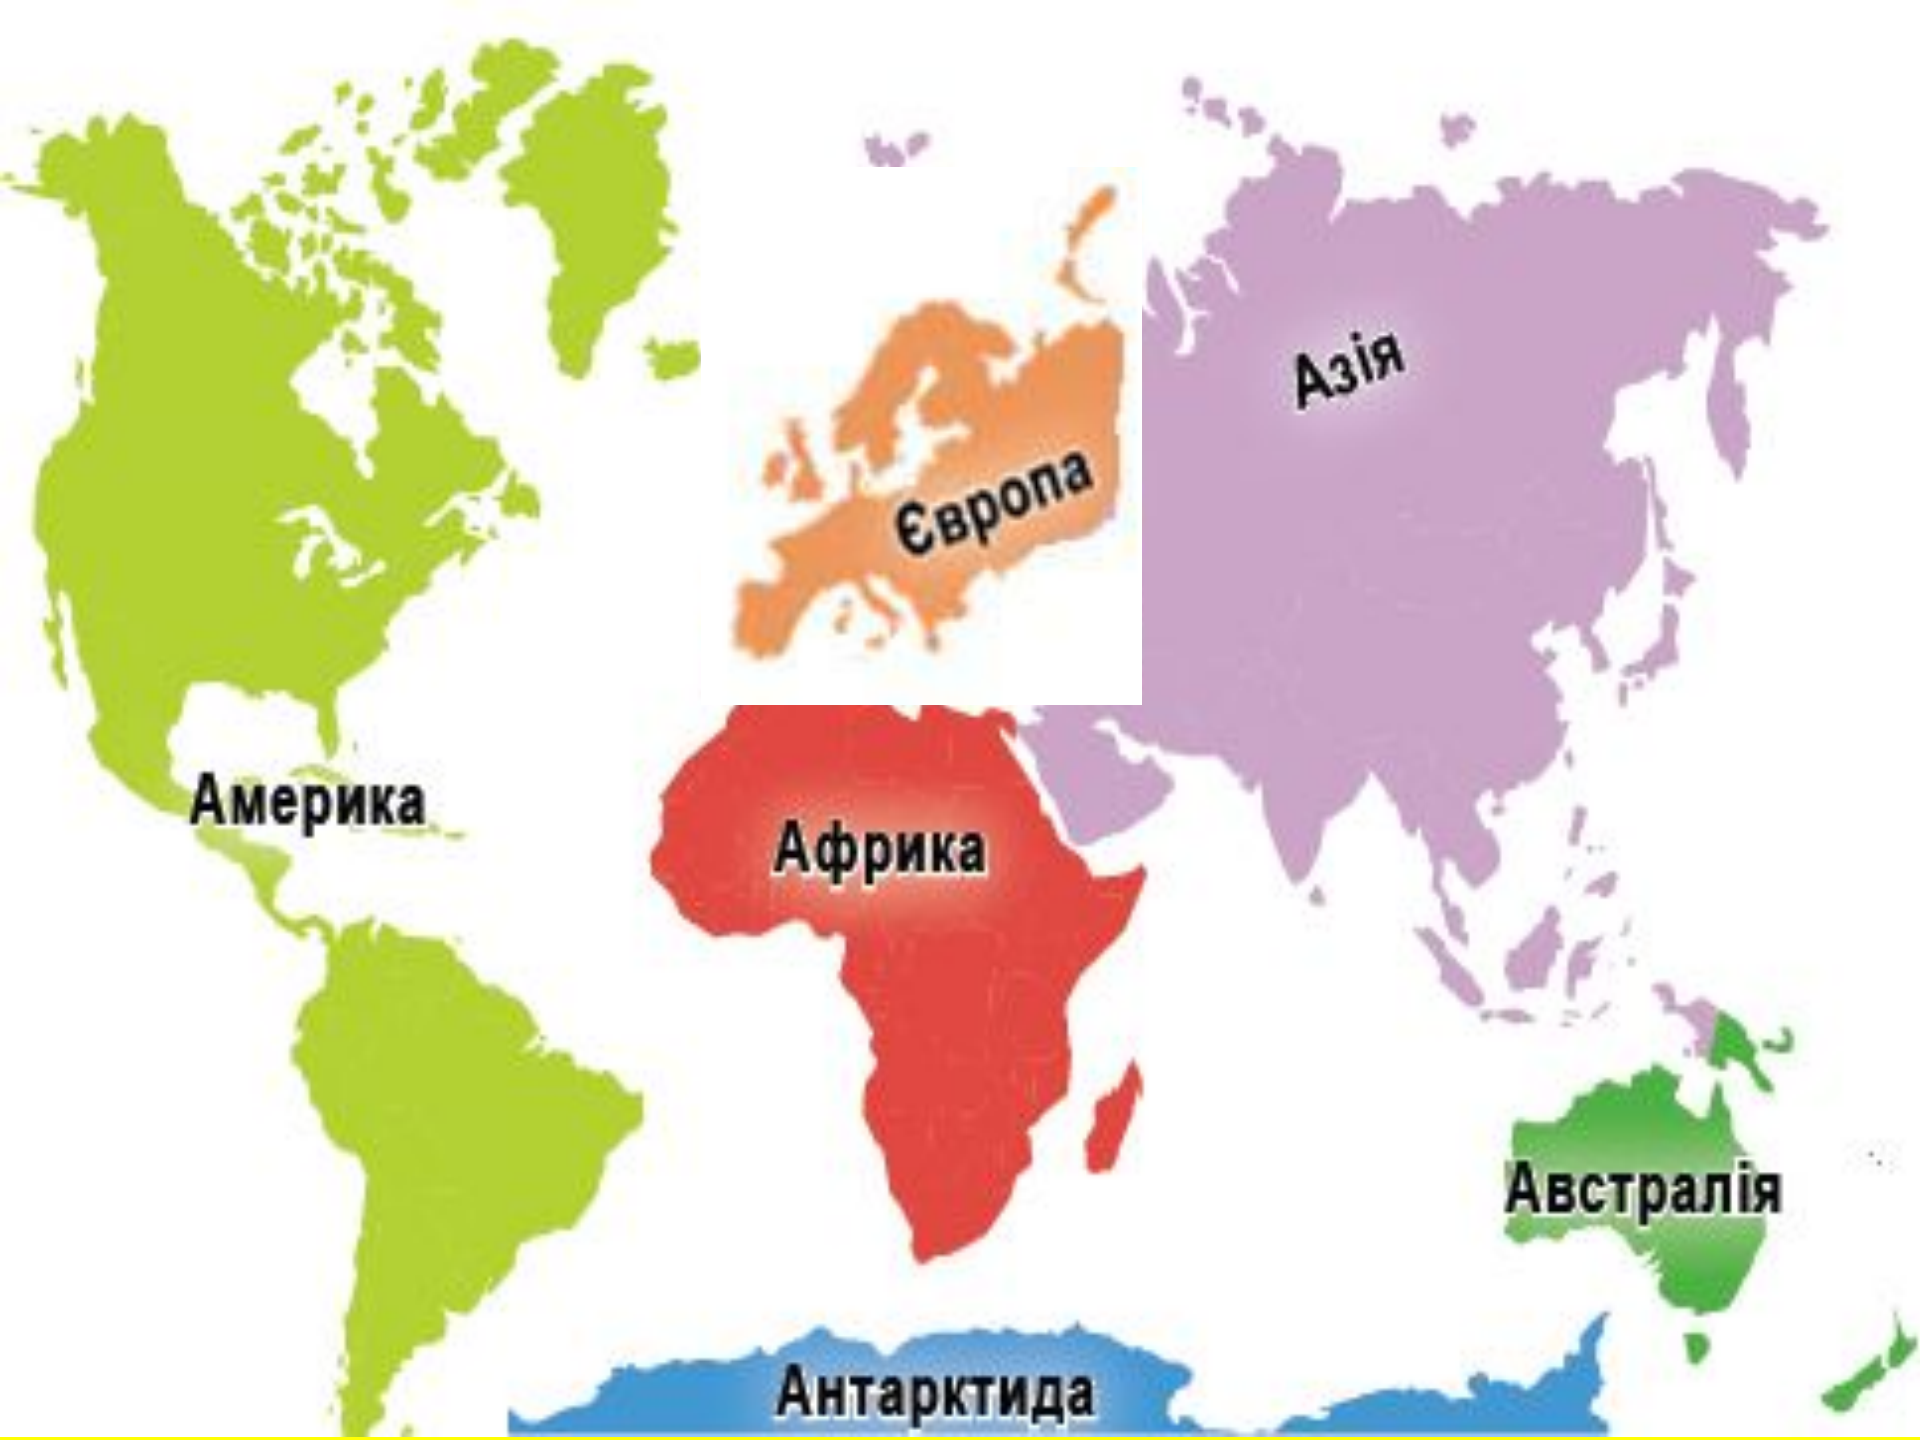 Азія
Європа
Америка
Африка
Австралія
Антарктида